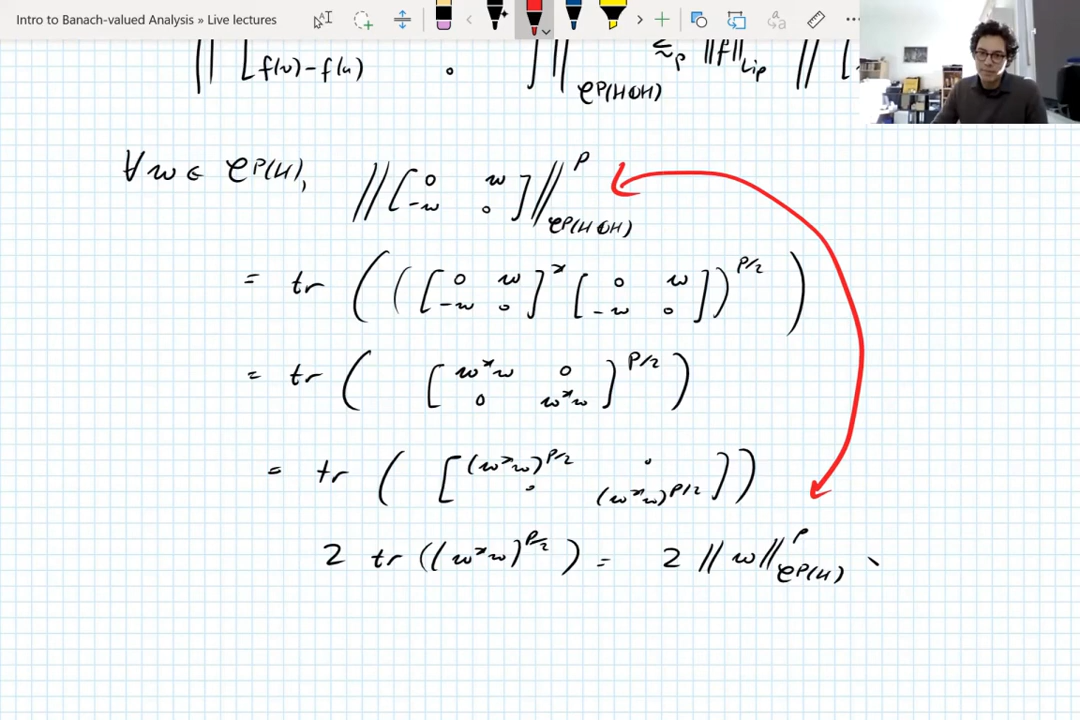 Intro to Banach-valued Analysis » Live lectures
‖ [ f(v)-f(u)   0 ] ‖_{𝒞^p(H⊕H)} ≲_p ‖f‖_{Lip} ‖ [
∀ w ∈ 𝒞^p(H), ‖ [ 0 w ; -w 0 ] ‖^p_{𝒞^p(H⊕H)}
= tr ( ( [ 0 w ; -w 0 ]^* [ 0 w ; -w 0 ] )^{p/2} )
= tr ( [ w^*w 0 ; 0 w^*w ]^{p/2} )
= tr ( [ (w^*w)^{p/2} 0 ; 0 (w^*w)^{p/2} ] )
2 tr((w^*w)^{p/2}) = 2 ‖w‖^p_{𝒞^p(H)}